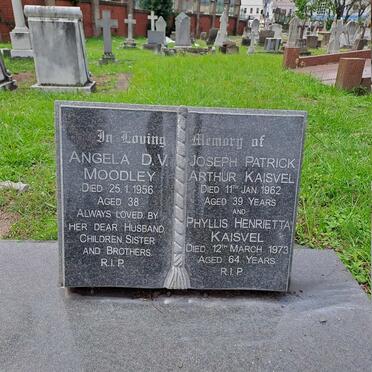 In Loving Memory of
ANGELA D.V.
MOODLEY
DIED 25.1.1956
AGED 38
ALWAYS LOVED BY
HER DEAR HUSBAND,
CHILDREN SISTER
AND BROTHERS.
R.I.P.
JOSEPH PATRICK
ARTHUR KAISVEL
DIED 11TH JAN. 1962
AGED 39 YEARS
AND
PHYLLIS HENRIETTA
KAISVEL
DIED, 12TH MARCH 1973
AGED 64 YEARS
R.I.P.